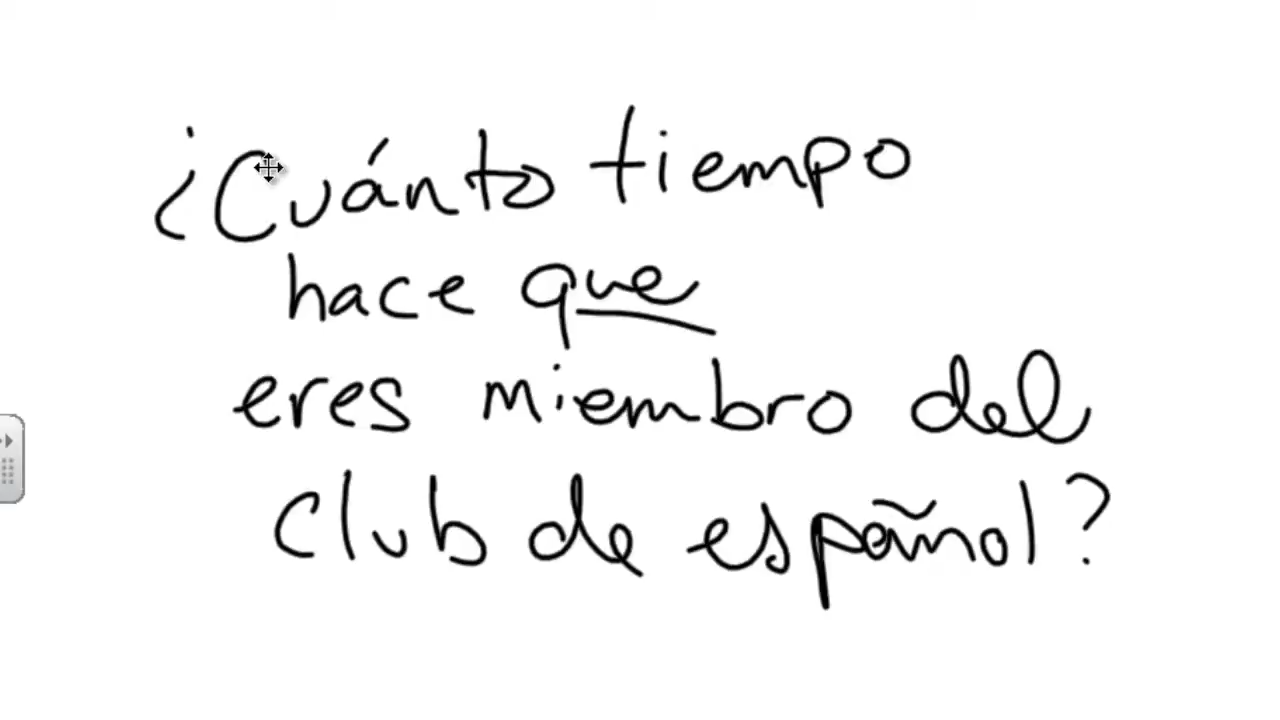 ¿Cuánto tiempo
hace que
eres miembro del
club de español?